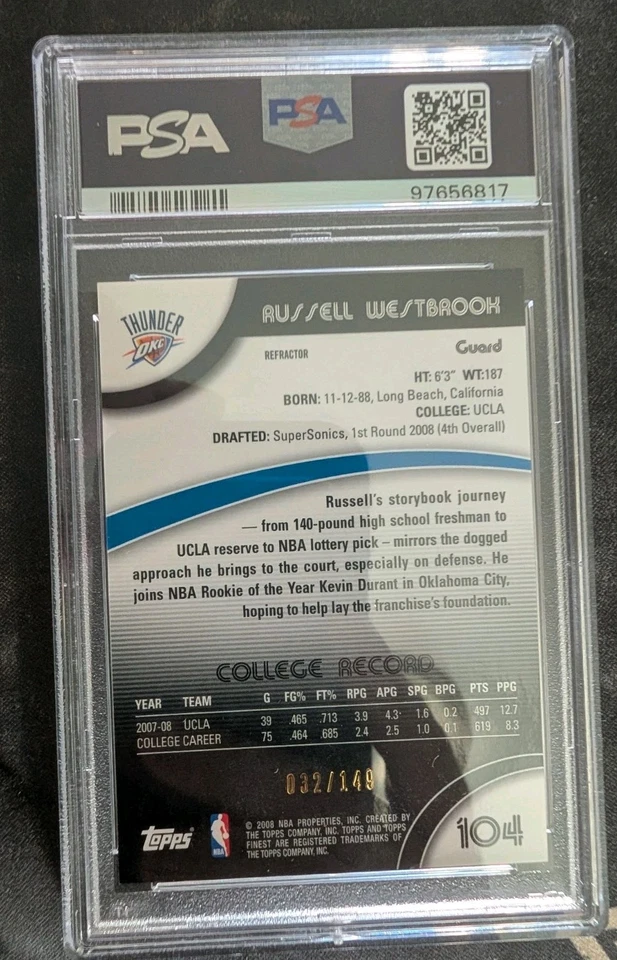 PSA
PSA
97656817
RUSSELL WESTBROOK
THUNDER
OKC
REFRACTOR
Guard
HT: 6'3" WT:187
BORN: 11-12-88, Long Beach, California
COLLEGE: UCLA
DRAFTED: SuperSonics, 1st Round 2008 (4th Overall)
Russell's storybook journey
— from 140-pound high school freshman to
UCLA reserve to NBA lottery pick – mirrors the dogged
approach he brings to the court, especially on defense. He
joins NBA Rookie of the Year Kevin Durant in Oklahoma City,
hoping to help lay the franchise's foundation.
COLLEGE RECORD
YEAR TEAM G FG% FT% RPG APG SPG BPG PTS PPG
2007-08 UCLA 39 .465 .713 3.9 4.3 1.6 0.2 497 12.7
COLLEGE CAREER 75 .464 .685 2.4 2.5 1.0 0.1 619 8.3
032/149
topps
NBA
© 2008 NBA PROPERTIES, INC. CREATED BY
THE TOPPS COMPANY, INC. TOPPS AND TOPPS
FINEST ARE REGISTERED TRADEMARKS OF
THE TOPPS COMPANY, INC.
104